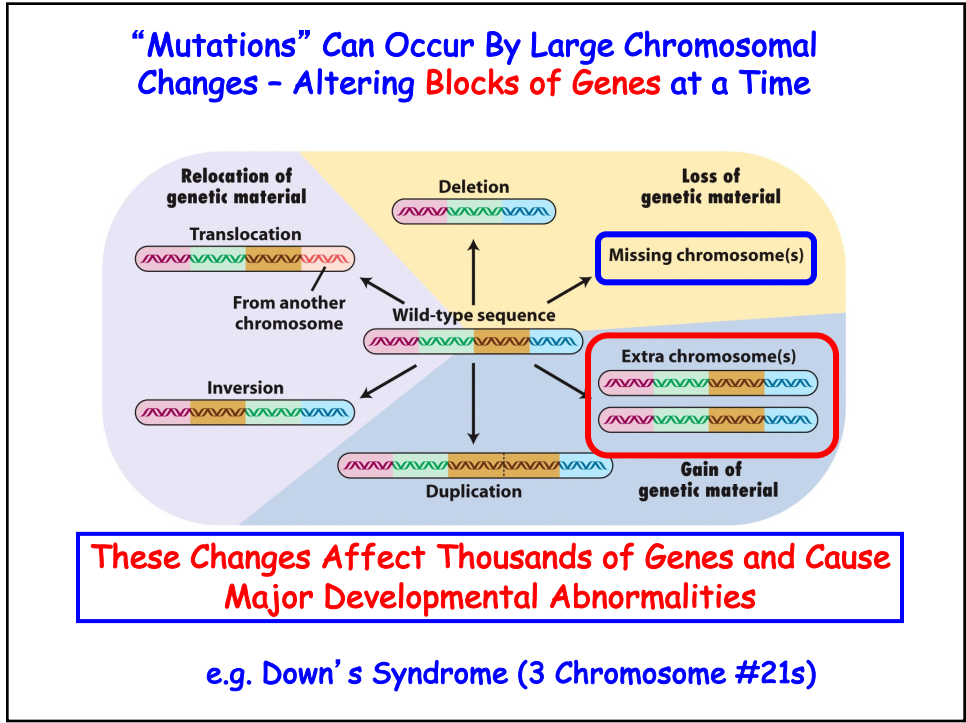 “Mutations” Can Occur By Large Chromosomal
Changes – Altering Blocks of Genes at a Time
Relocation of
genetic material
Translocation
From another
chromosome
Inversion
Deletion
Loss of
genetic material
Missing chromosome(s)
Wild-type sequence
Extra chromosome(s)
Duplication
Gain of
genetic material
These Changes Affect Thousands of Genes and Cause
Major Developmental Abnormalities
e.g. Down’s Syndrome (3 Chromosome #21s)